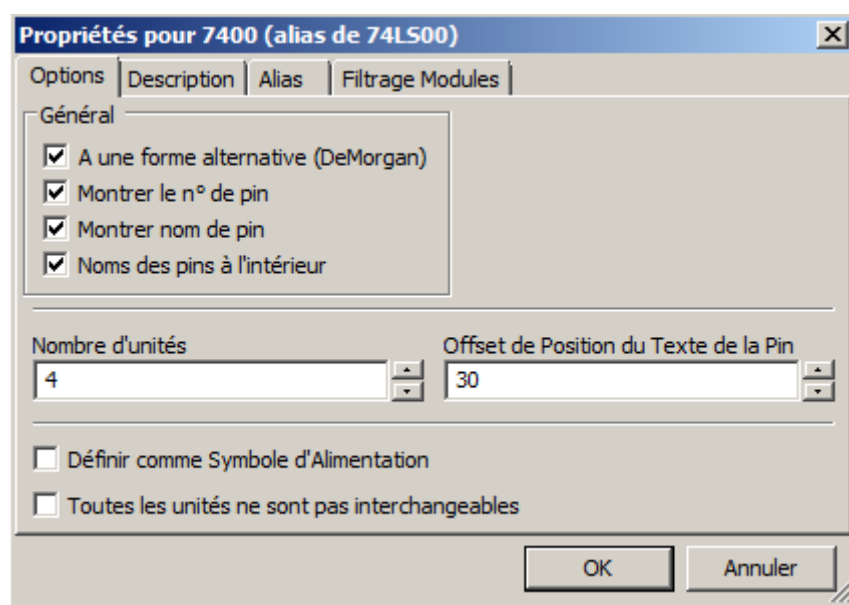 Propriétés pour 7400 (alias de 74LS00)
Options Description Alias Filtrage Modules
Général
A une forme alternative (DeMorgan)
Montrer le n° de pin
Montrer nom de pin
Noms des pins à l'intérieur
Nombre d'unités Offset de Position du Texte de la Pin
4 30
Définir comme Symbole d'Alimentation
Toutes les unités ne sont pas interchangeables
OK Annuler